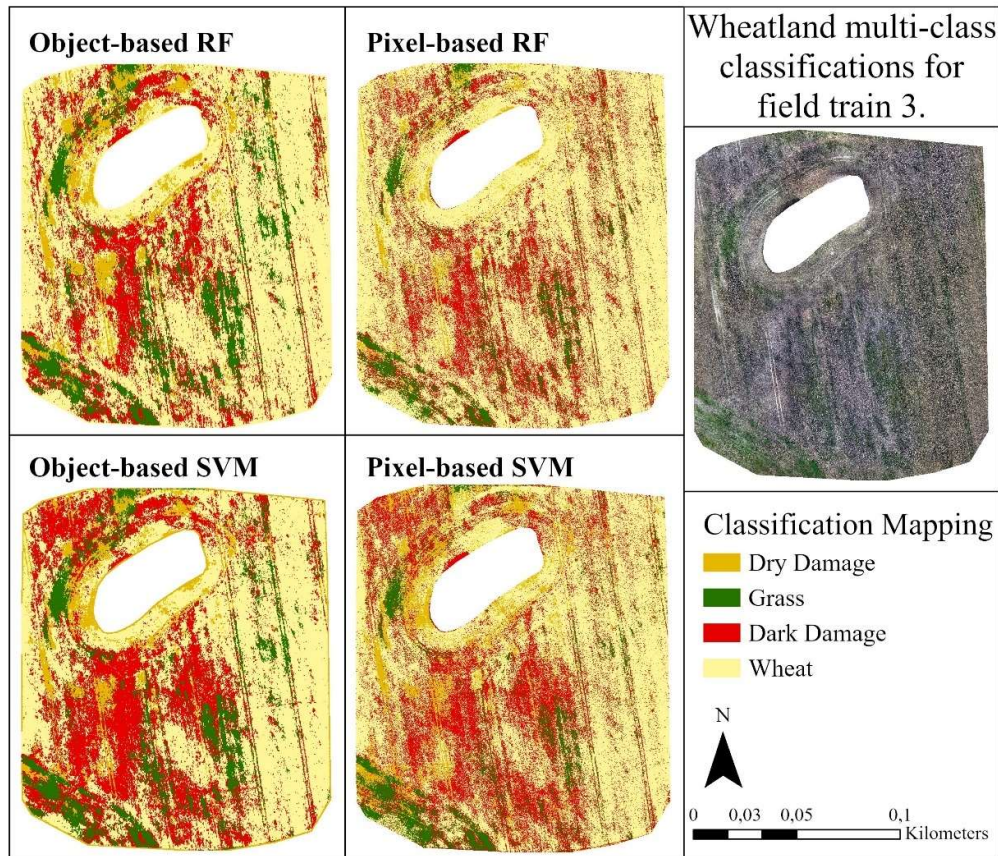 Object-based RF
Pixel-based RF
Wheatland multi-class
classifications for
field train 3.
Object-based SVM
Pixel-based SVM
Classification Mapping
Dry Damage
Grass
Dark Damage
Wheat
N
0 0,03 0,05 0,1
Kilometers